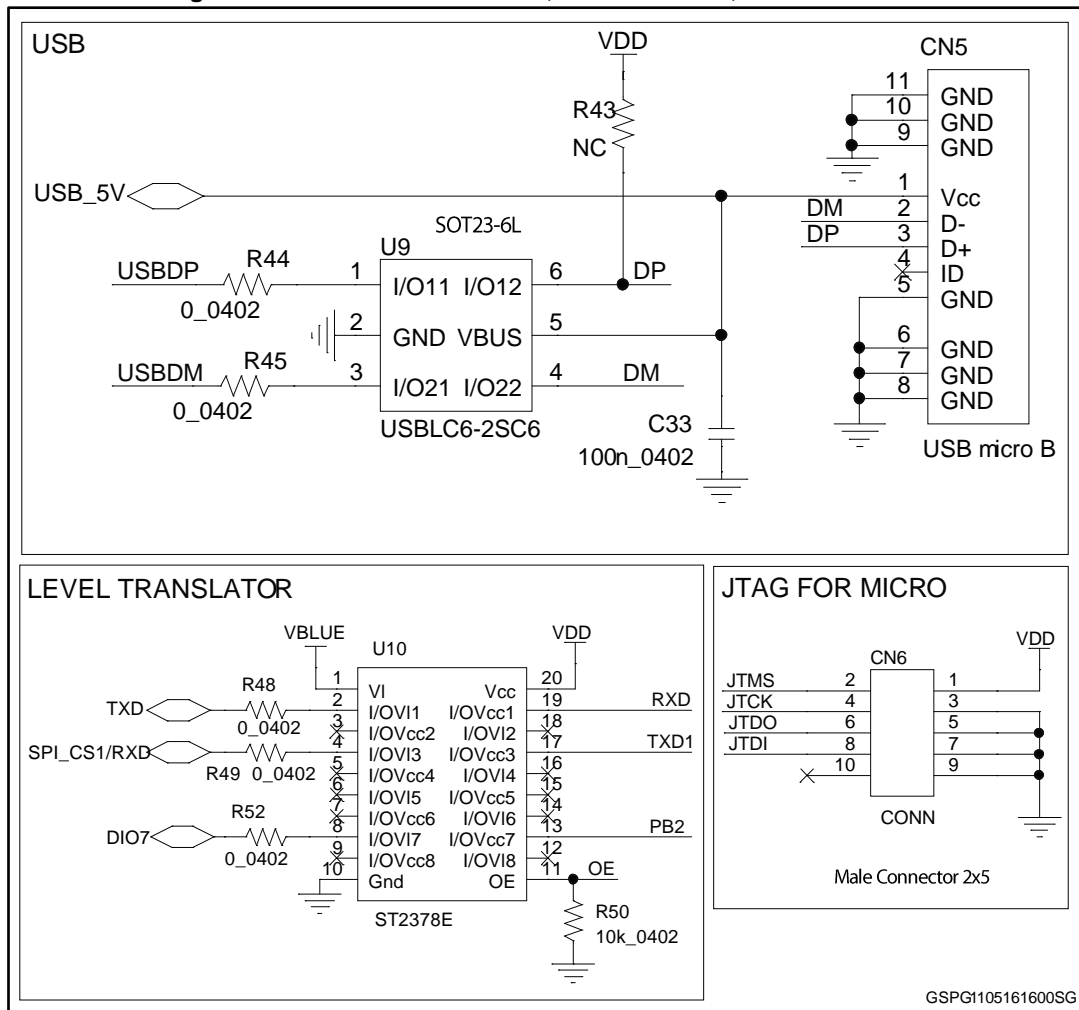 USB
VDD
CN5
R43
NC
11 GND
10 GND
9 GND
USB_5V
1 Vcc
DM 2 D-
DP 3 D+
4 ID
5 GND
6 GND
7 GND
8 GND
USB micro B
SOT23-6L
U9
USBDP R44 1 I/O11 I/O12 6 DP
0_0402
2 GND VBUS 5
USBDM R45 3 I/O21 I/O22 4 DM
0_0402
USBLC6-2SC6
C33
100n_0402
LEVEL TRANSLATOR
VBLUE
U10
VDD
1 VI Vcc 20
TXD R48 2 I/OVI1 I/OVcc1 19 RXD
0_0402 3 I/OVcc2 I/OVI2 18
SPI_CS1/RXD 4 I/OVI3 I/OVcc3 17 TXD1
R49 0_0402 5 I/OVcc4 I/OVI4 16
6 I/OVI5 I/OVcc5 15
R52 7 I/OVcc6 I/OVI6 14
DIO7 8 I/OVI7 I/OVcc7 13 PB2
0_0402 9 I/OVcc8 I/OVI8 12
10 Gnd OE 11 OE
ST2378E
R50
10k_0402
JTAG FOR MICRO
VDD
CN6
JTMS 2 1
JTCK 4 3
JTDO 6 5
JTDI 8 7
10 9
CONN
Male Connector 2x5
GSPG1105161600SG